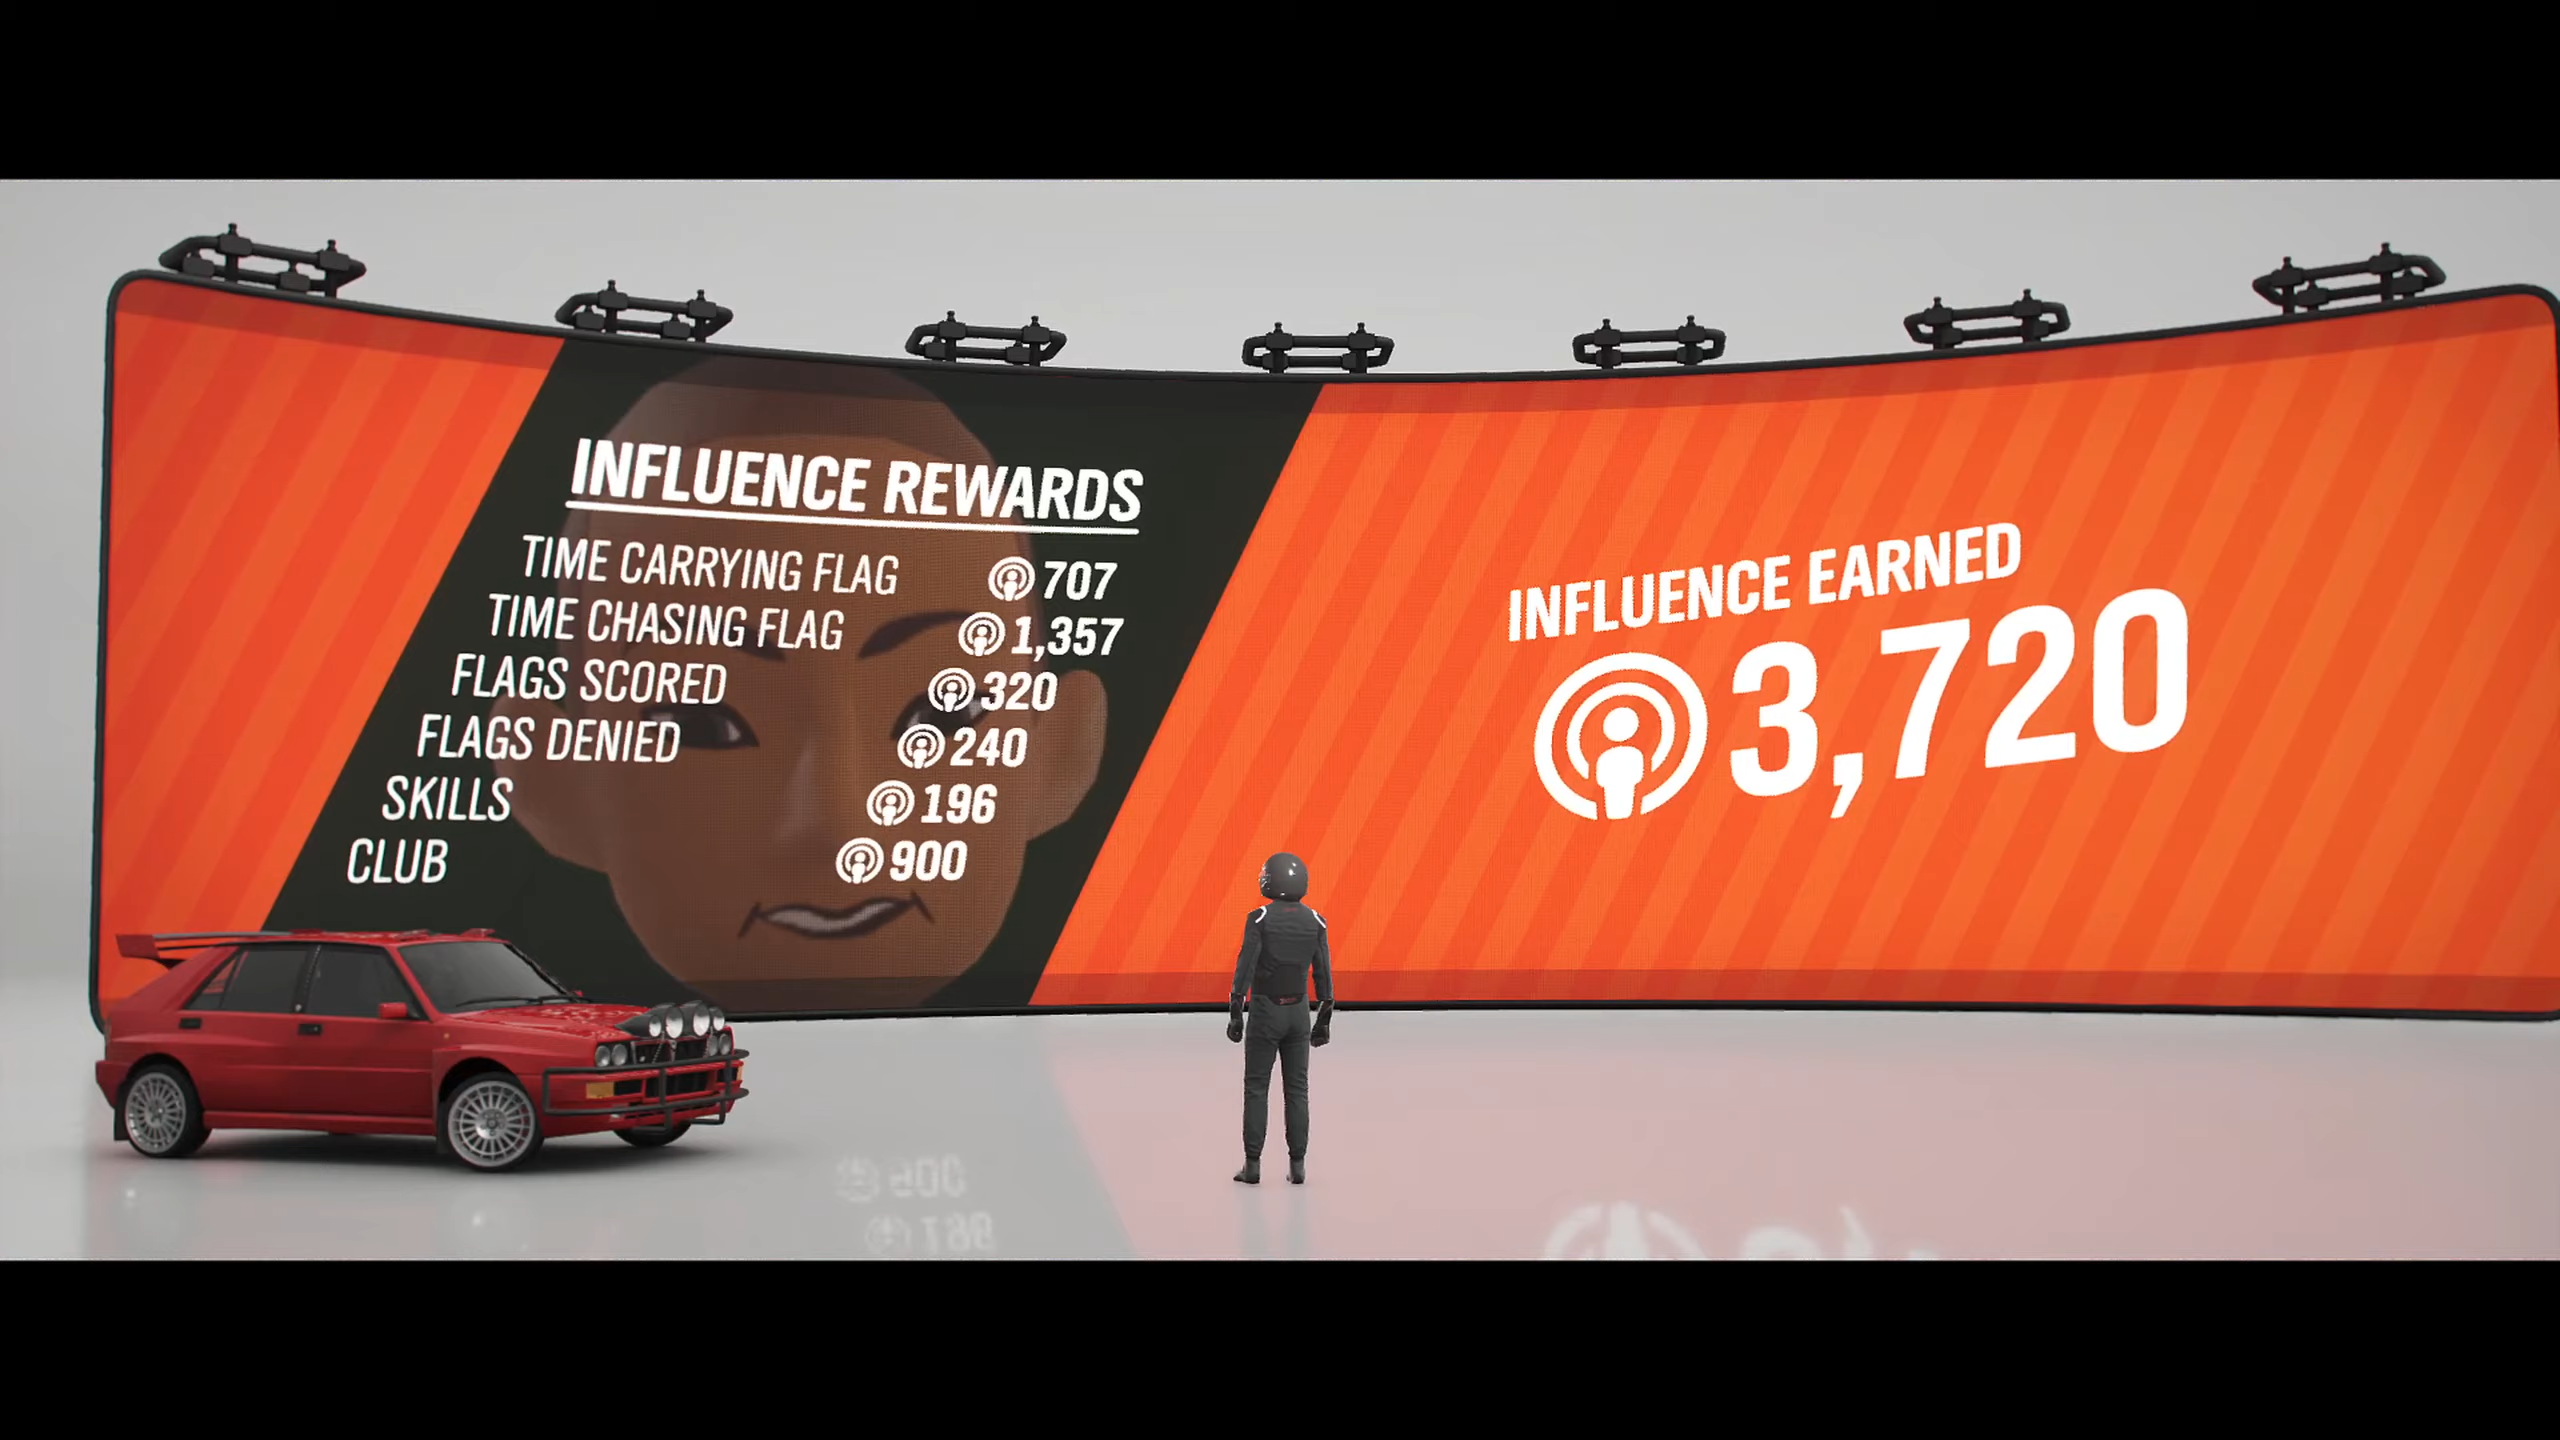 INFLUENCE REWARDS
TIME CARRYING FLAG 707
TIME CHASING FLAG 1,357
FLAGS SCORED 320
FLAGS DENIED 240
SKILLS 196
CLUB 900
INFLUENCE EARNED
3,720